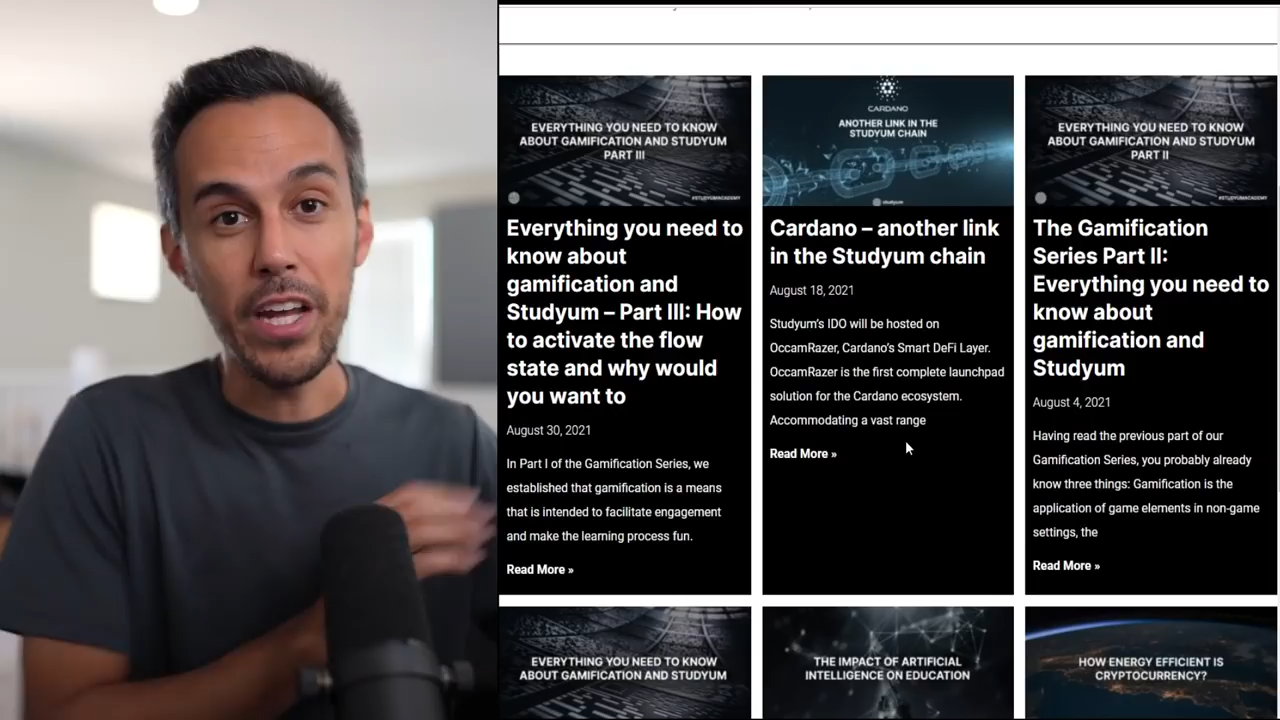 EVERYTHING YOU NEED TO KNOW
ABOUT GAMIFICATION AND STUDYUM
PART III
#STUDYUMACADEMY
Everything you need to
know about
gamification and
Studyum – Part III: How
to activate the flow
state and why would
you want to
August 30, 2021
In Part I of the Gamification Series, we
established that gamification is a means
that is intended to facilitate engagement
and make the learning process fun.
Read More »
CARDANO
ANOTHER LINK IN THE
STUDYUM CHAIN
studyum
Cardano – another link
in the Studyum chain
August 18, 2021
Studyum's IDO will be hosted on
OccamRazer, Cardano's Smart DeFi Layer.
OccamRazer is the first complete launchpad
solution for the Cardano ecosystem.
Accommodating a vast range
Read More »
EVERYTHING YOU NEED TO KNOW
ABOUT GAMIFICATION AND STUDYUM
PART II
#STUDYUMACADEMY
The Gamification
Series Part II:
Everything you need to
know about
gamification and
Studyum
August 4, 2021
Having read the previous part of our
Gamification Series, you probably already
know three things: Gamification is the
application of game elements in non-game
settings, the
Read More »
EVERYTHING YOU NEED TO KNOW
ABOUT GAMIFICATION AND STUDYUM
THE IMPACT OF ARTIFICIAL
INTELLIGENCE ON EDUCATION
HOW ENERGY EFFICIENT IS
CRYPTOCURRENCY?